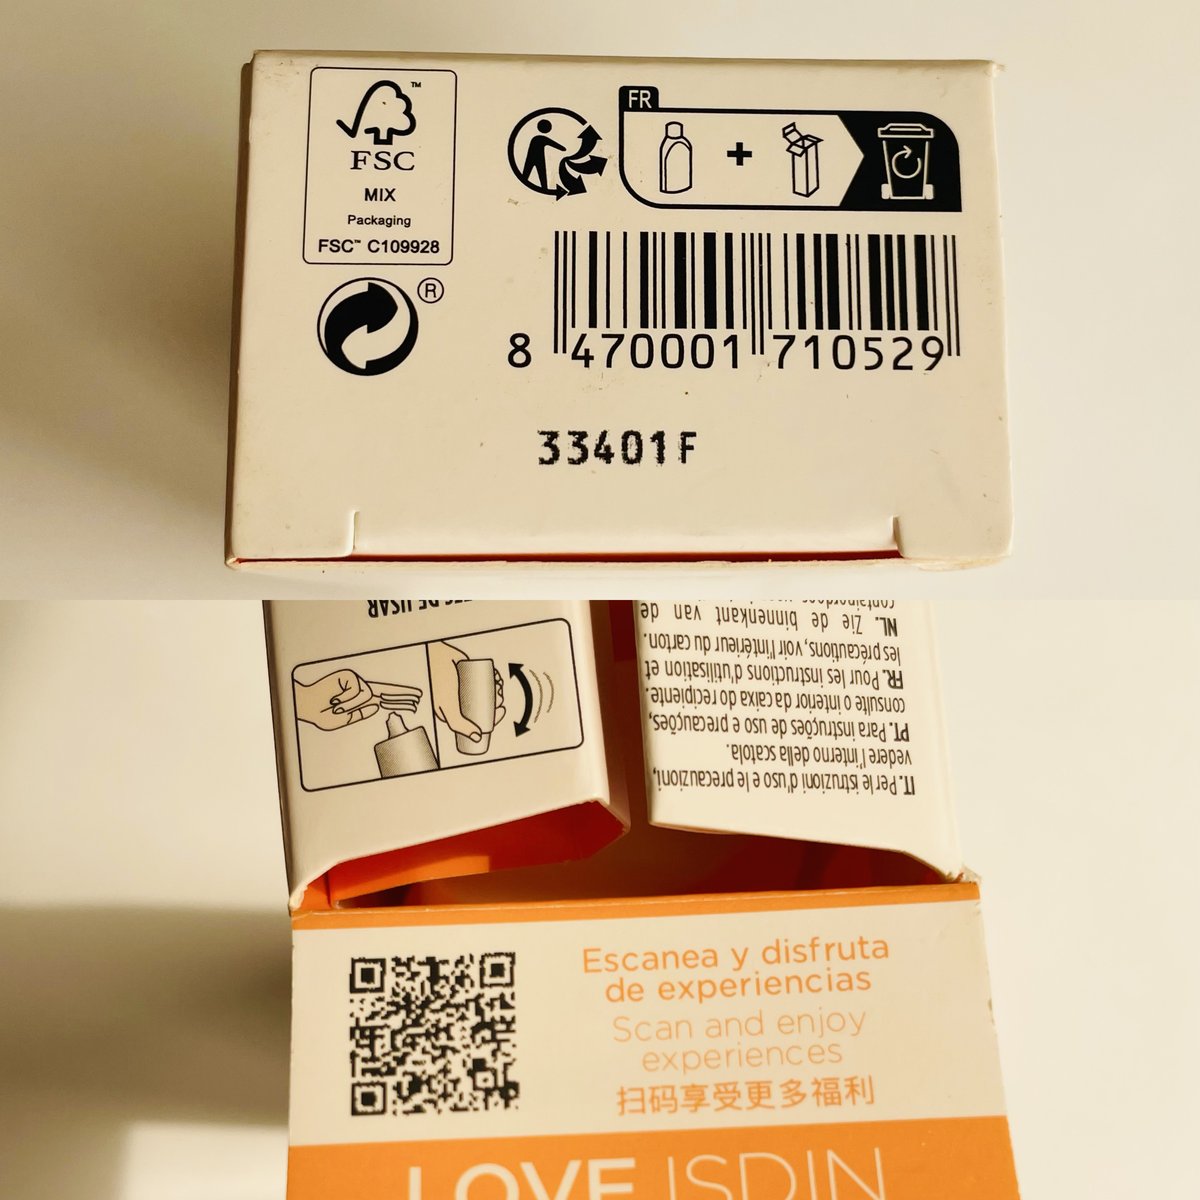 ™
FSC
MIX
Packaging
FSC™ C109928
®
FR
8 470001 710529
33401F
DE USAR
IT. Per le istruzioni d'uso e le precauzioni,
vedere l'interno della scatola.
PT. Para instruções de uso e precauções,
consulte o interior da caixa do recipiente.
FR. Pour les instructions d'utilisation et
les précautions, voir l'intérieur du carton.
NL. Zie de binnenkant van de
Escanea y disfruta
de experiencias
Scan and enjoy
experiences
扫码享受更多福利
LOVE ISDIN